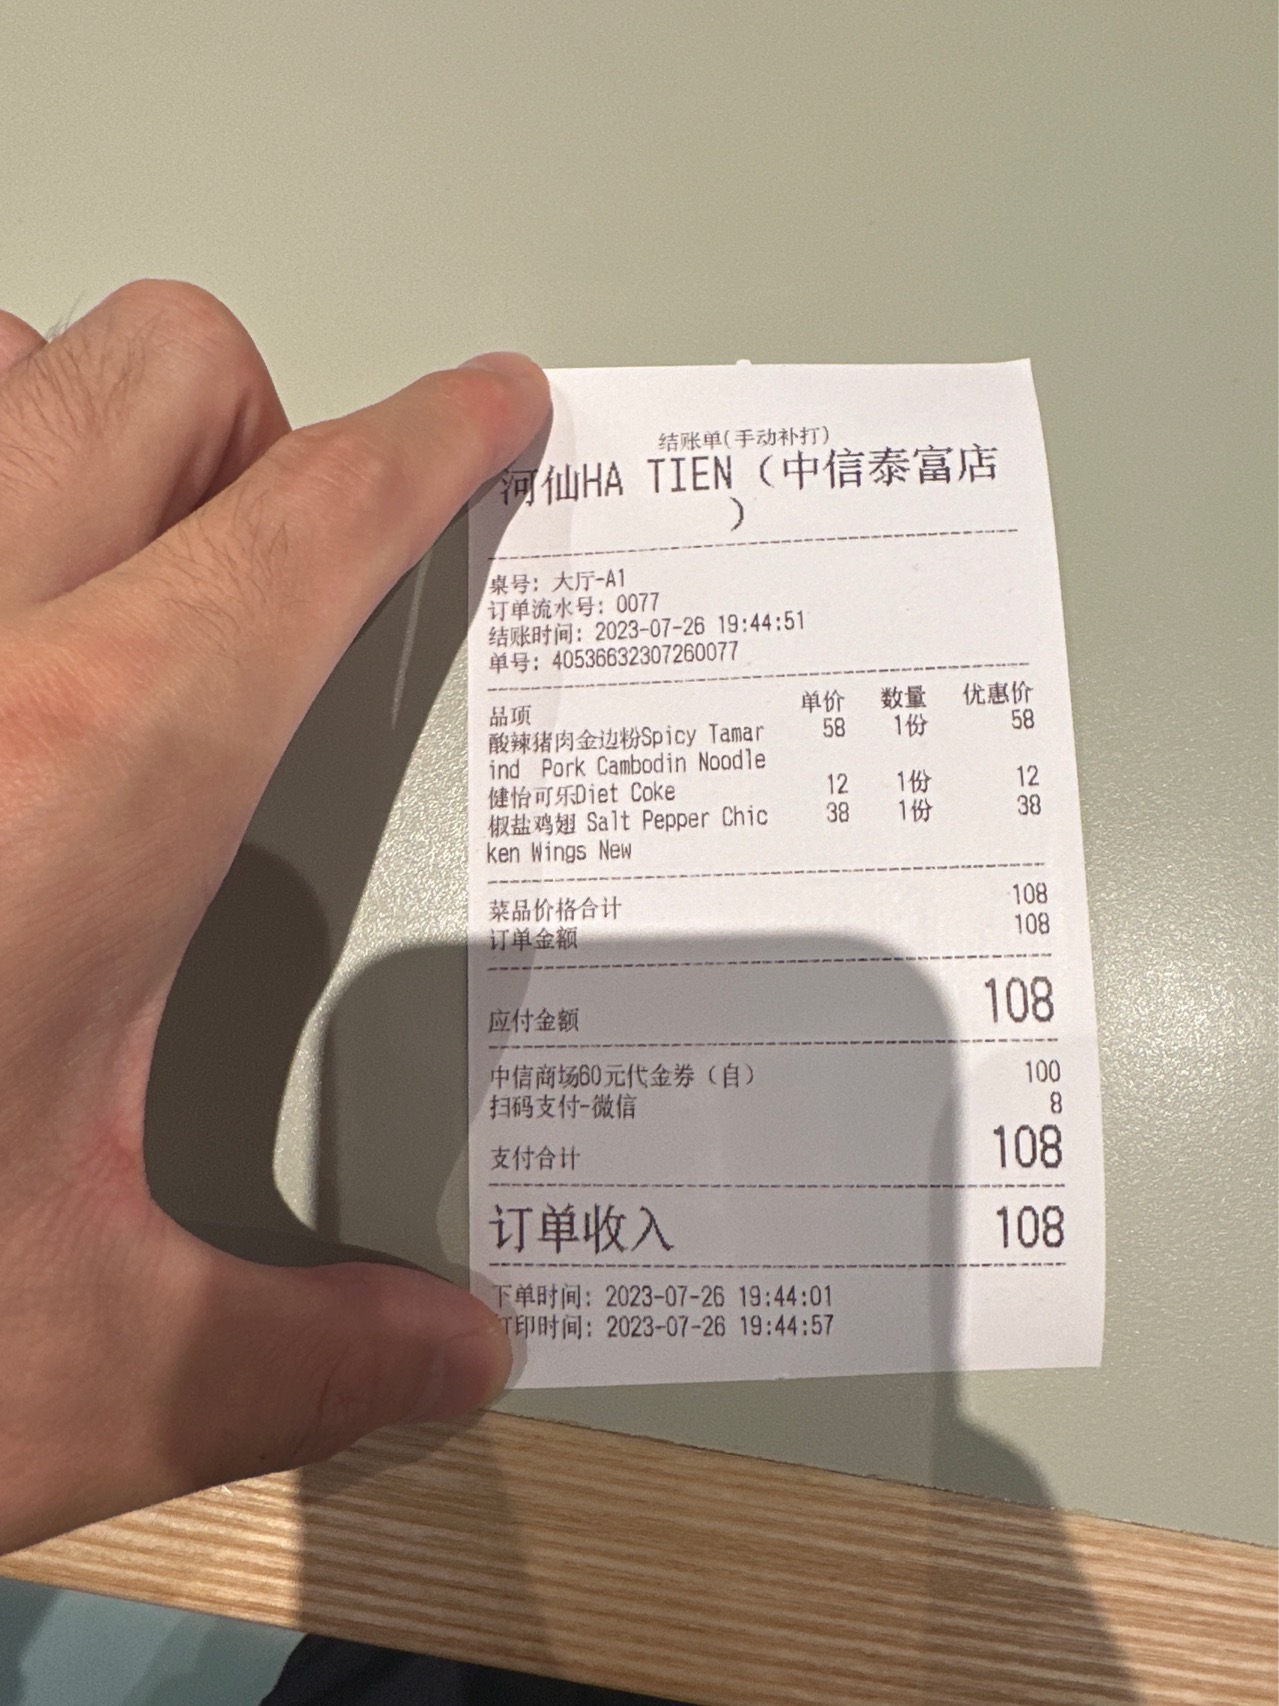 结账单(手动补打)
河仙HA TIEN（中信泰富店
）
桌号: 大厅-A1
订单流水号: 0077
结账时间: 2023-07-26 19:44:51
单号: 40536632307260077
品项 单价 数量 优惠价
酸辣猪肉金边粉Spicy Tamar 58 1份 58
ind Pork Cambodin Noodle
健怡可乐Diet Coke 12 1份 12
椒盐鸡翅 Salt Pepper Chic 38 1份 38
ken Wings New
菜品价格合计 108
订单金额 108
应付金额 108
中信商场60元代金券（自） 100
扫码支付-微信 8
支付合计 108
订单收入 108
下单时间: 2023-07-26 19:44:01
打印时间: 2023-07-26 19:44:57